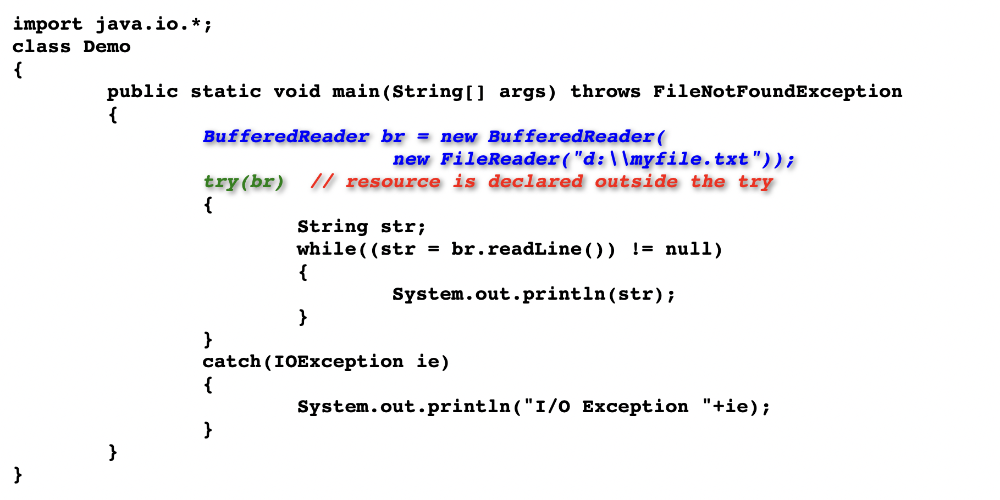 import java.io.*;
class Demo
{
public static void main(String[] args) throws FileNotFoundException
{
BufferedReader br = new BufferedReader(
new FileReader("d:\\myfile.txt"));
try(br)  // resource is declared outside the try
{
String str;
while((str = br.readLine()) != null)
{
System.out.println(str);
}
}
catch(IOException ie)
{
System.out.println("I/O Exception "+ie);
}
}
}